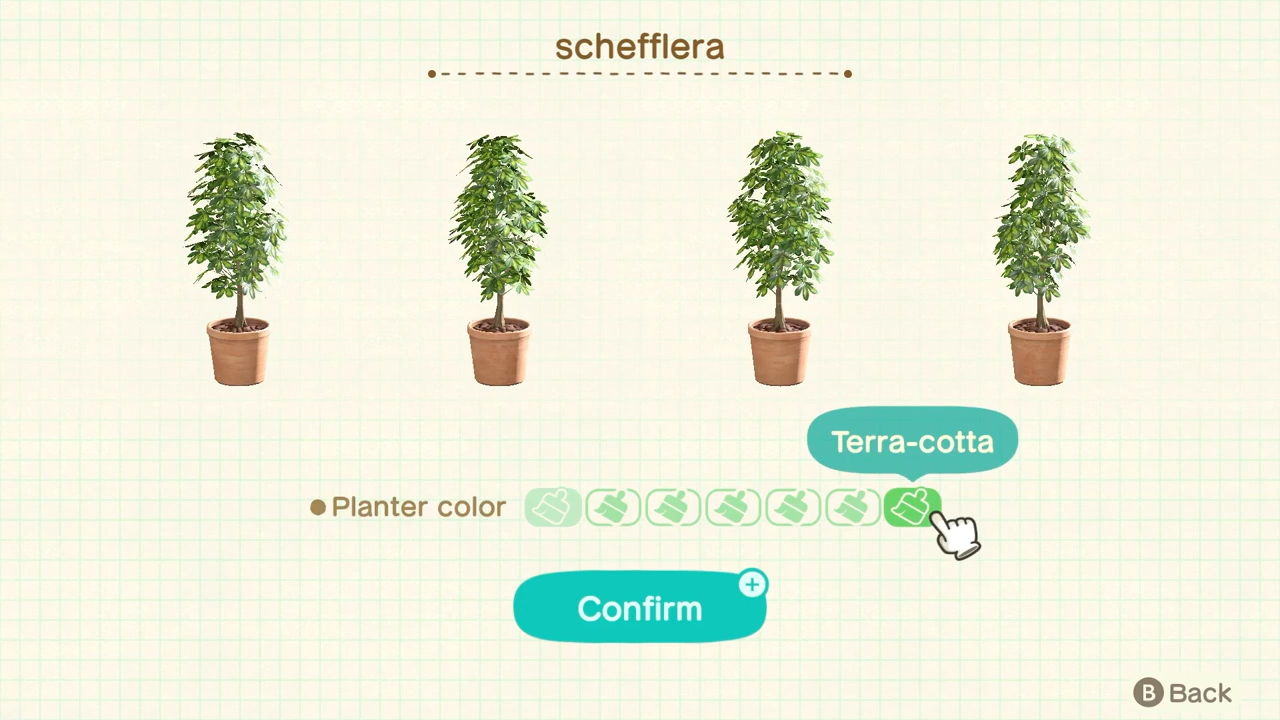 schefflera
Terra-cotta
Planter color
Confirm
B Back